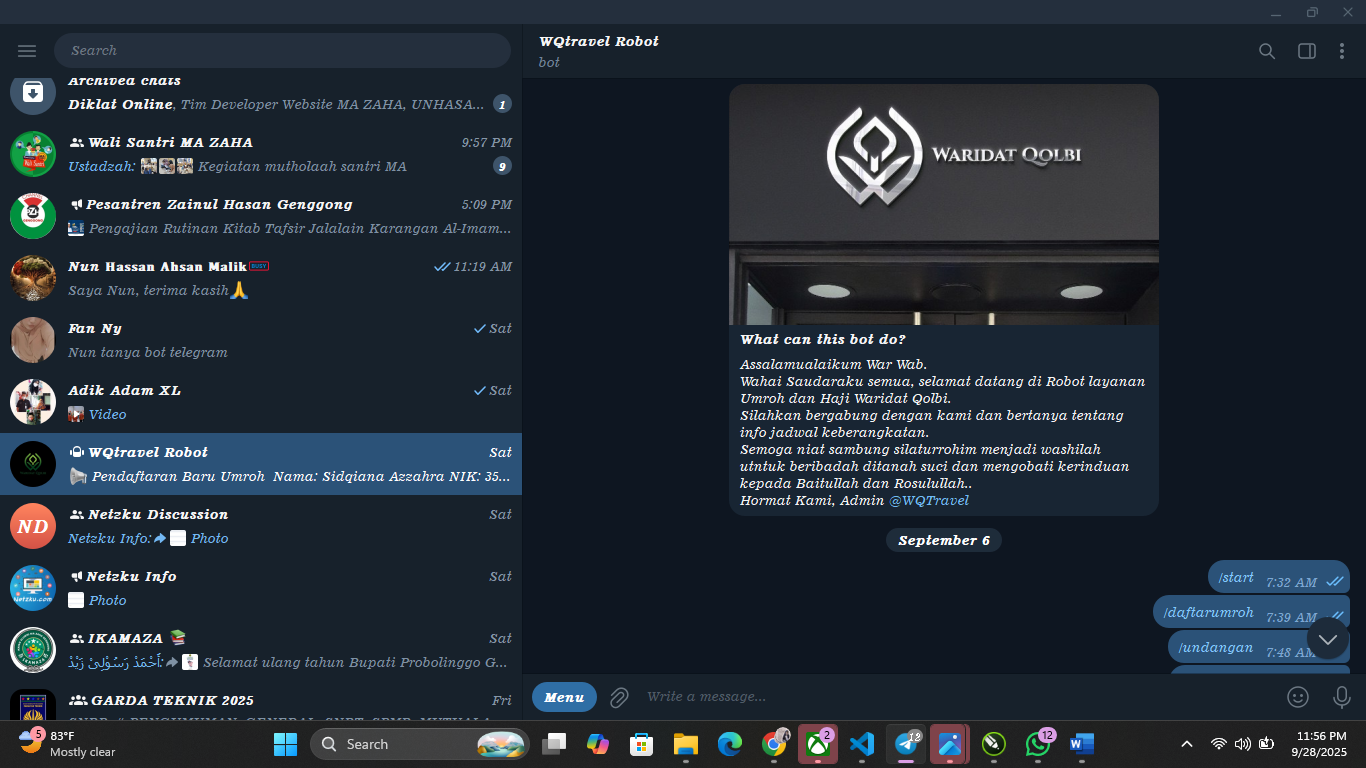 Search
Archived chats
Diklat Online, Tim Developer Website MA ZAHA, UNHASA...
1
Wali Santri MA ZAHA
9:57 PM
Ustadzah: Kegiatan mutholaah santri MA
9
Pesantren Zainul Hasan Genggong
5:09 PM
Pengajian Rutinan Kitab Tafsir Jalalain Karangan Al-Imam...
Nun Hassan Ahsan Malik BUSY
11:19 AM
Saya Nun, terima kasih🙏
Fan Ny
Sat
Nun tanya bot telegram
Adik Adam XL
Sat
Video
WQtravel Robot
Sat
Pendaftaran Baru Umroh Nama: Sidqiana Azzahra NIK: 35...
ND
Netzku Discussion
Sat
Netzku Info: Photo
Netzku Info
Sat
Photo
Netzku.com
IKAMAZA 📚
Sat
أَحْمَدْ رَسُوْلِىْ زَيْدْ: Selamat ulang tahun Bupati Probolinggo G...
GARDA TEKNIK 2025
Fri
WQtravel Robot
bot
WARIDAT QOLBI
What can this bot do?
Assalamualaikum War Wab.
Wahai Saudaraku semua, selamat datang di Robot layanan
Umroh dan Haji Waridat Qolbi.
Silahkan bergabung dengan kami dan bertanya tentang
info jadwal keberangkatan.
Semoga niat sambung silaturrohim menjadi washilah
utntuk beribadah ditanah suci dan mengobati kerinduan
kepada Baitullah dan Rosulullah..
Hormat Kami, Admin @WQTravel
September 6
/start 7:32 AM
/daftarumroh 7:39 AM
/undangan 7:48 AM
Menu
Write a message...
5
83°F
Mostly clear
Search
2
12
12
11:56 PM
9/28/2025